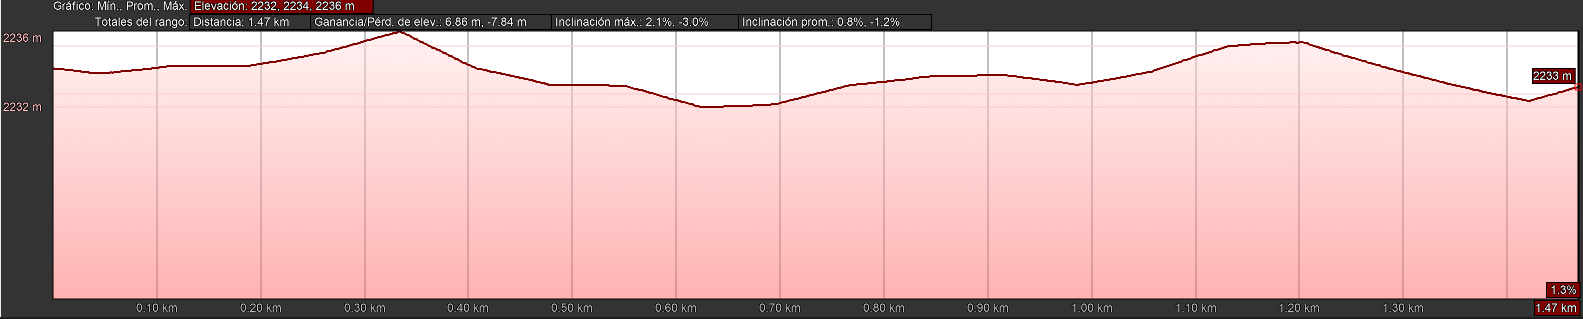 Gráfico: Mín., Prom., Máx. Elevación: 2232, 2234, 2236 m
Totales del rango: Distancia: 1.47 km Ganancia/Pérd. de elev.: 6.86 m, -7.84 m Inclinación máx.: 2.1%, -3.0% Inclinación prom.: 0.8%, -1.2%
2236 m
2233 m
2232 m
1.3%
0.10 km 0.20 km 0.30 km 0.40 km 0.50 km 0.60 km 0.70 km 0.80 km 0.90 km 1.00 km 1.10 km 1.20 km 1.30 km 1.47 km